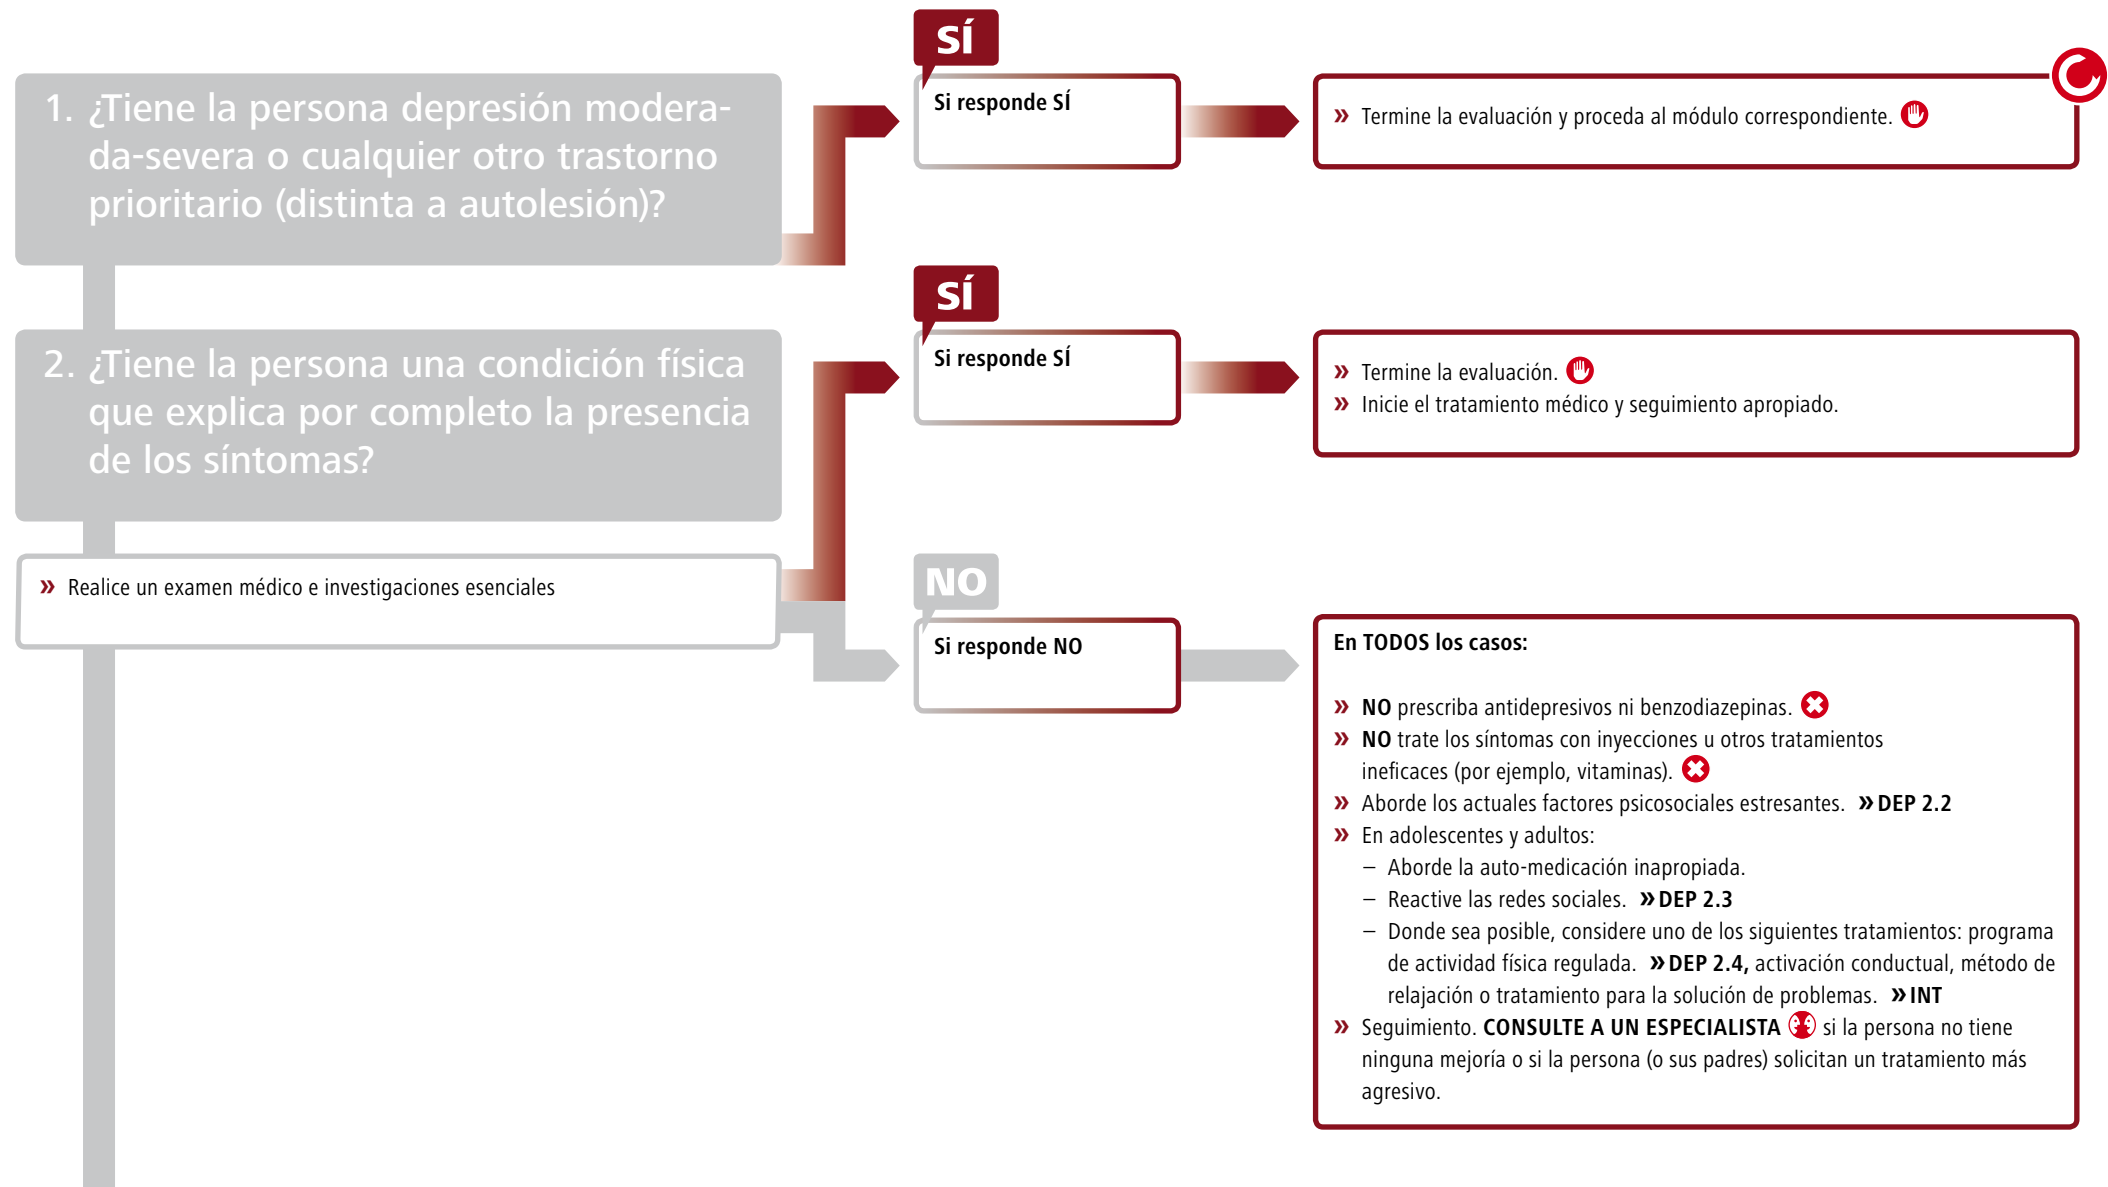 1. ¿Tiene la persona depresión modera-
da-severa o cualquier otro trastorno
prioritario (distinta a autolesión)?
SÍ
Si responde SÍ
» Termine la evaluación y proceda al módulo correspondiente.
2. ¿Tiene la persona una condición física
que explica por completo la presencia
de los síntomas?
» Realice un examen médico e investigaciones esenciales
SÍ
Si responde SÍ
» Termine la evaluación.
» Inicie el tratamiento médico y seguimiento apropiado.
NO
Si responde NO
En TODOS los casos:
» NO prescriba antidepresivos ni benzodiazepinas.
» NO trate los síntomas con inyecciones u otros tratamientos
ineficaces (por ejemplo, vitaminas).
» Aborde los actuales factores psicosociales estresantes. » DEP 2.2
» En adolescentes y adultos:
– Aborde la auto-medicación inapropiada.
– Reactive las redes sociales. » DEP 2.3
– Donde sea posible, considere uno de los siguientes tratamientos: programa
de actividad física regulada. » DEP 2.4, activación conductual, método de
relajación o tratamiento para la solución de problemas. » INT
» Seguimiento. CONSULTE A UN ESPECIALISTA si la persona no tiene
ninguna mejoría o si la persona (o sus padres) solicitan un tratamiento más
agresivo.